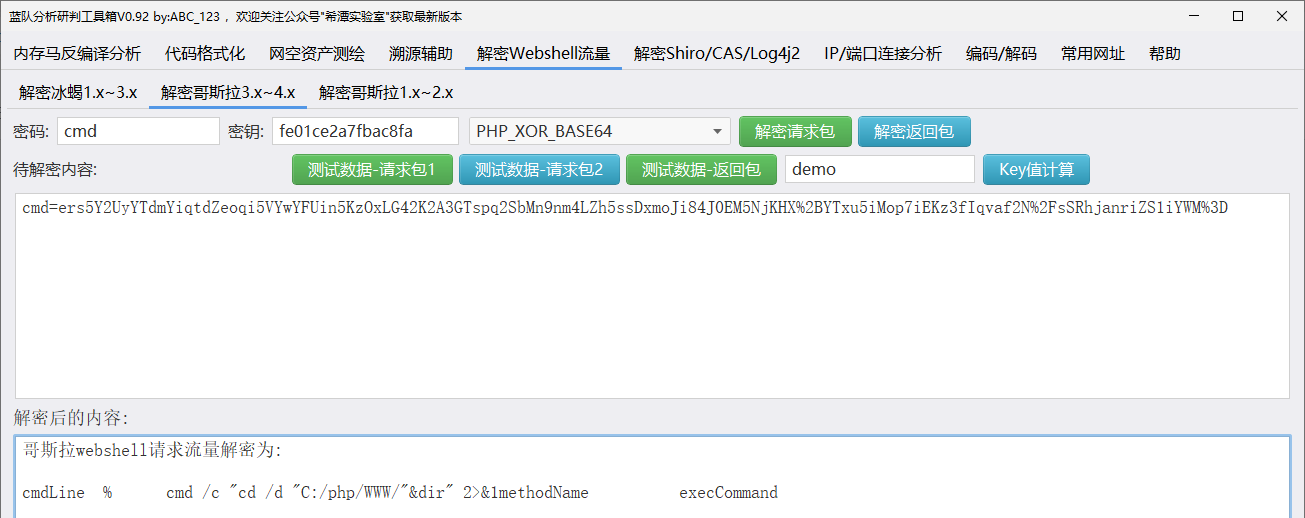 蓝队分析研判工具箱V0.92 by:ABC_123 ，欢迎关注公众号"希潭实验室"获取最新版本
内存马反编译分析 代码格式化 网空资产测绘 溯源辅助 解密Webshell流量 解密Shiro/CAS/Log4j2 IP/端口连接分析 编码/解码 常用网址 帮助
解密冰蝎1.x~3.x 解密哥斯拉3.x~4.x 解密哥斯拉1.x~2.x
密码: cmd 密钥: fe01ce2a7fbac8fa PHP_XOR_BASE64 解密请求包 解密返回包
待解密内容: 测试数据-请求包1 测试数据-请求包2 测试数据-返回包 demo Key值计算
cmd=ers5Y2UyYTdmYiqtdZeoqi5VYwYFUin5KzOxLG42K2A3GTspq2SbMn9nm4LZh5ssDxmoJi84J0EM5NjKHX%2BYTxu5iMop7iEKz3fIqvaf2N%2FsSRhjanriZS1iYWM%3D
解密后的内容:
哥斯拉webshell请求流量解密为:
cmdLine % cmd /c "cd /d "C:/php/WWW/"&dir" 2>&1methodName execCommand